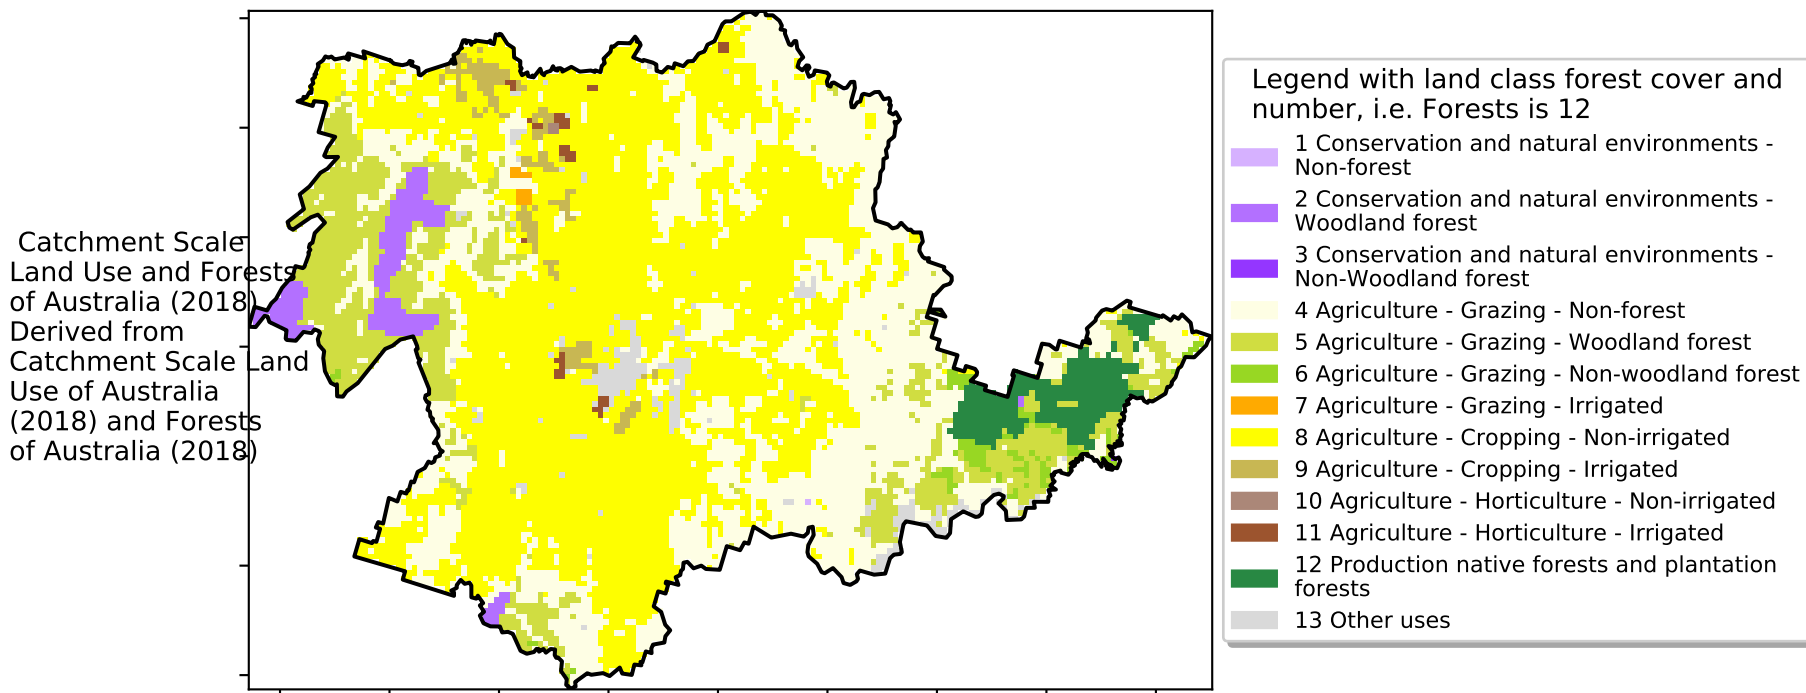 Catchment Scale
Land Use and Forests
of Australia (2018)
Derived from
Catchment Scale Land
Use of Australia
(2018) and Forests
of Australia (2018)
Legend with land class forest cover and
number, i.e. Forests is 12
1 Conservation and natural environments -
Non-forest
2 Conservation and natural environments -
Woodland forest
3 Conservation and natural environments -
Non-Woodland forest
4 Agriculture - Grazing - Non-forest
5 Agriculture - Grazing - Woodland forest
6 Agriculture - Grazing - Non-woodland forest
7 Agriculture - Grazing - Irrigated
8 Agriculture - Cropping - Non-irrigated
9 Agriculture - Cropping - Irrigated
10 Agriculture - Horticulture - Non-irrigated
11 Agriculture - Horticulture - Irrigated
12 Production native forests and plantation
forests
13 Other uses